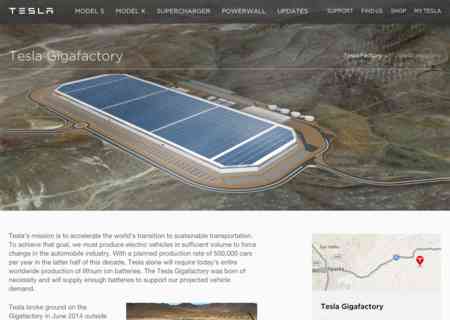 TESLA MODEL S MODEL X SUPERCHARGER POWERWALL UPDATES SUPPORT FIND US SHOP MY TESLA
Tesla Gigafactory
Tesla Factory
Tesla's mission is to accelerate the world's transition to sustainable transportation.
To achieve that goal, we must produce electric vehicles in sufficient volume to force
change in the automobile industry. With a planned production rate of 500,000 cars
per year in the latter half of this decade, Tesla alone will require today's entire
worldwide production of lithium ion batteries. The Tesla Gigafactory was born of
necessity and will supply enough batteries to support our projected vehicle
demand.
Tesla broke ground on the
Gigafactory in June 2014 outside
Sun Valley
Sparks
Tesla Gigafactory